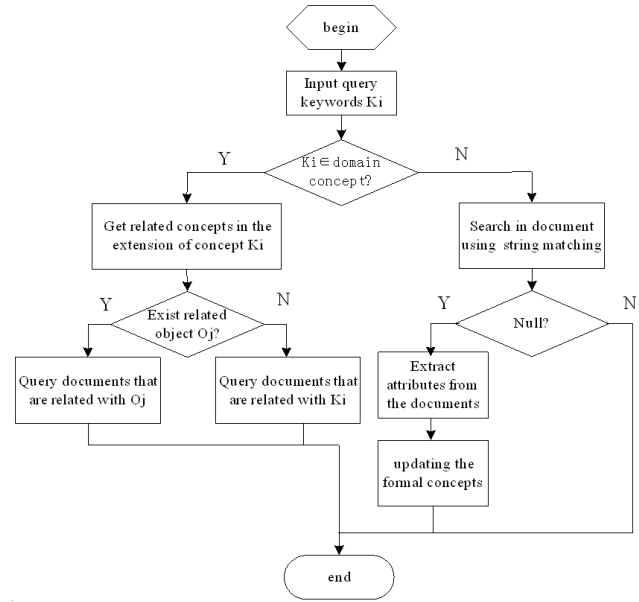 begin
Input query
keywords Ki
Y
N
Ki∈domain
concept?
Get related concepts in the
extension of concept Ki
Search in document
using string matching
Y
N
Exist related
object Oj?
Y
N
Null?
Query documents that
are related with Oj
Query documents that
are related with Ki
Extract
attributes from
the documents
updating the
formal concepts
end